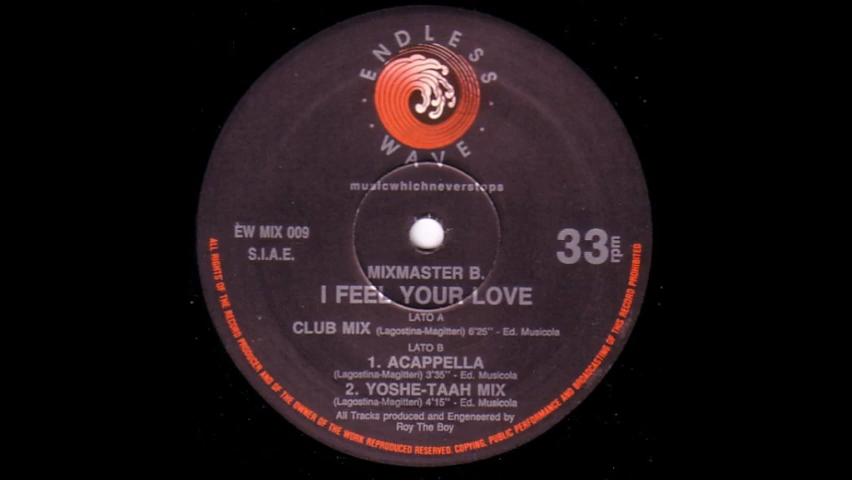 ENDLESS
WAVE
musicwhichneverstops
ÈW MIX 009
S.I.A.E.
33 rpm
MIXMASTER B.
I FEEL YOUR LOVE
LATO A
CLUB MIX (Lagostina-Magitteri) 6'25" - Ed. Musicola
LATO B
1. ACAPPELLA
(Lagostina-Magitteri) 3'35" - Ed. Musicola
2. YOSHE-TAAH MIX
(Lagostina-Magitteri) 4'15" - Ed. Musicola
All Tracks produced and Engeneered by
Roy The Boy
ALL RIGHTS OF THE RECORD PRODUCER AND OF THE OWNER OF THE WORK REPRODUCED RESERVED. COPYING, PUBLIC PERFORMANCE AND BROADCASTING OF THIS RECORD PROHIBITED